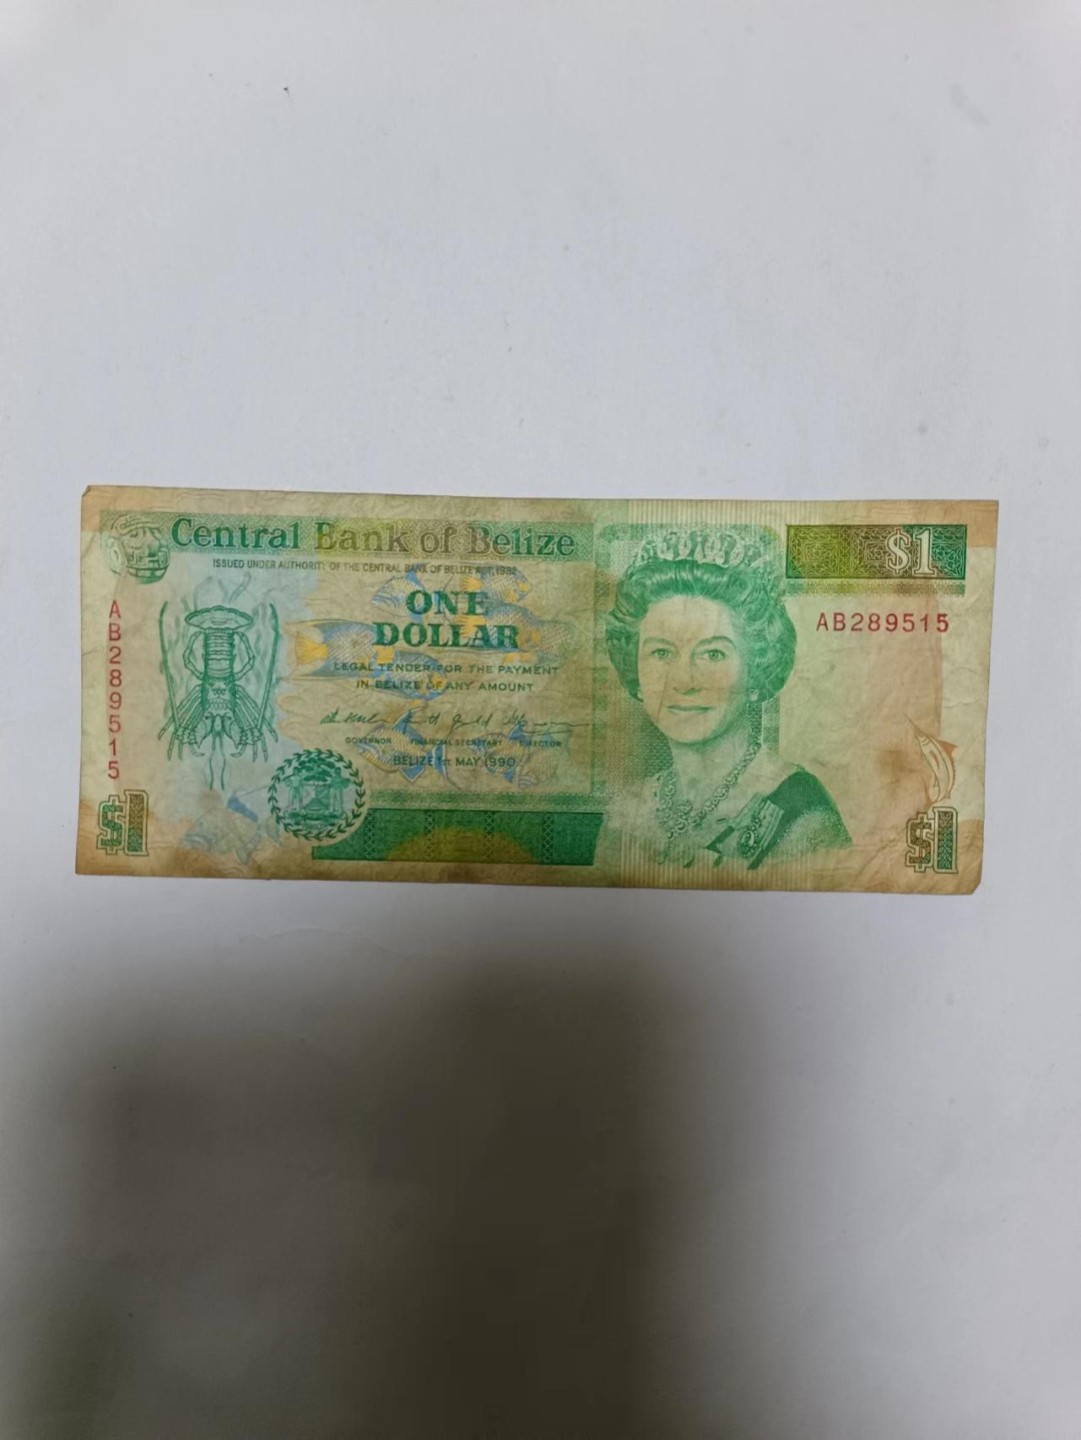 Central Bank of Belize
ISSUED UNDER AUTHORITY OF THE CENTRAL BANK OF BELIZE ACT, 1982
$1
ONE
DOLLAR
AB289515
AB289515
LEGAL TENDER FOR THE PAYMENT
IN BELIZE OF ANY AMOUNT
GOVERNOR FINANCIAL SECRETARY DIRECTOR
BELIZE 1ST MAY 1990
$1
$1